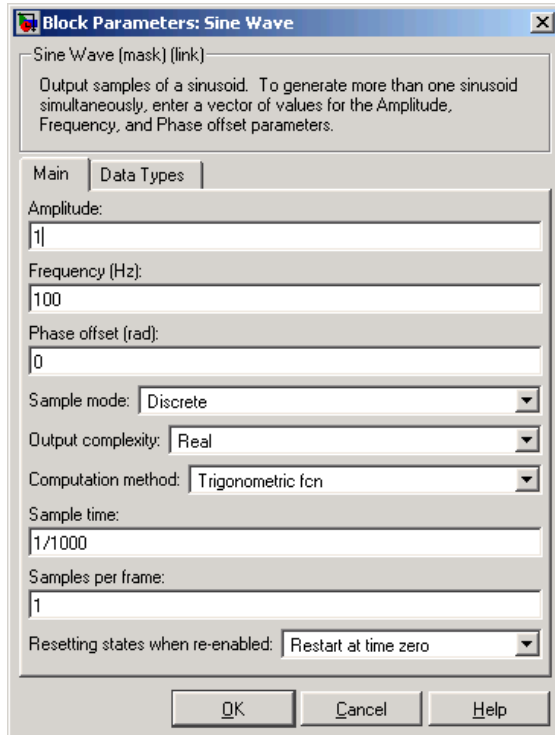 Block Parameters: Sine Wave
Sine Wave (mask) (link)
Output samples of a sinusoid. To generate more than one sinusoid
simultaneously, enter a vector of values for the Amplitude,
Frequency, and Phase offset parameters.
Main Data Types
Amplitude:
1
Frequency (Hz):
100
Phase offset (rad):
0
Sample mode: Discrete
Output complexity: Real
Computation method: Trigonometric fcn
Sample time:
1/1000
Samples per frame:
1
Resetting states when re-enabled: Restart at time zero
OK Cancel Help